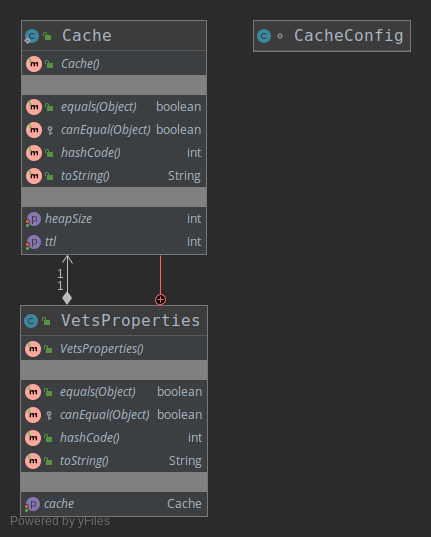 Cache
CacheConfig
Cache()
equals(Object) boolean
canEqual(Object) boolean
hashCode() int
toString() String
heapSize int
ttl int
1
1
VetsProperties
VetsProperties()
equals(Object) boolean
canEqual(Object) boolean
hashCode() int
toString() String
cache Cache
Powered by yFiles